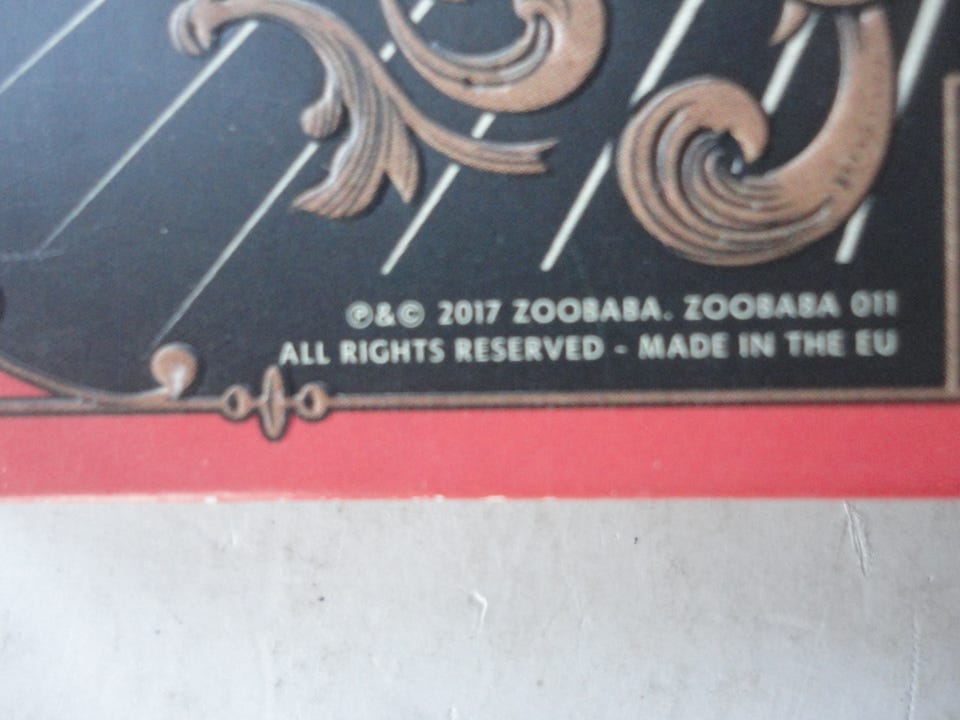 ℗&© 2017 ZOOBABA. ZOOBABA 011
ALL RIGHTS RESERVED - MADE IN THE EU